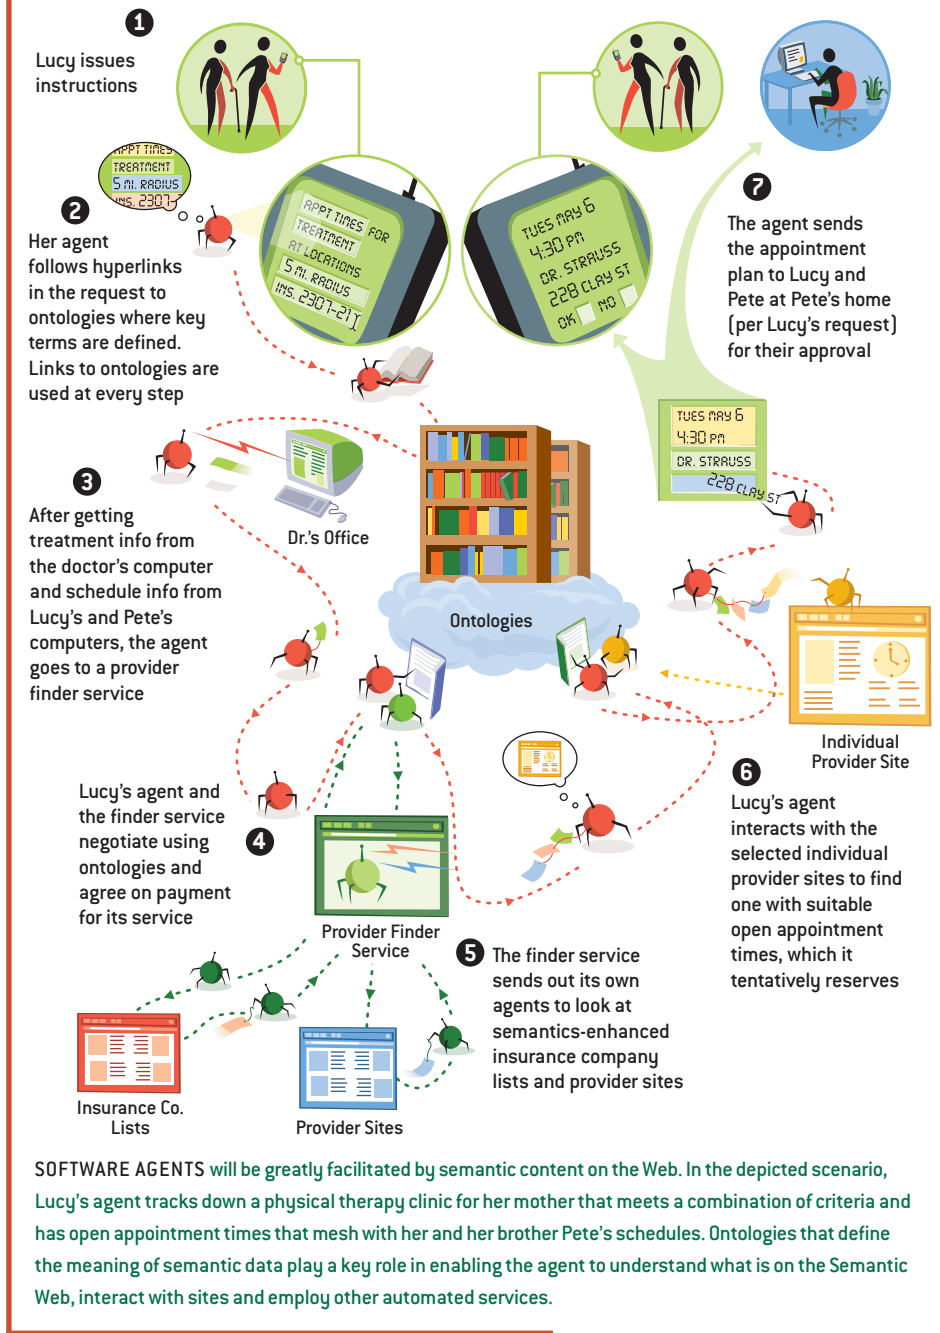 1
Lucy issues
instructions
APPT TIMES
TREATMENT
5 MI. RADIUS
INS. 2307-
2
Her agent
follows hyperlinks
in the request to
ontologies where key
terms are defined.
Links to ontologies are
used at every step
APPT TIMES FOR
TREATMENT
AT LOCATIONS
5 MI. RADIUS
INS. 2307-21
TUES MAY 6
4:30 PM
DR. STRAUSS
228 CLAY ST
OK NO
7
The agent sends
the appointment
plan to Lucy and
Pete at Pete's home
(per Lucy's request)
for their approval
TUES MAY 6
4:30 PM
DR. STRAUSS
228 CLAY ST
3
After getting
treatment info from
the doctor's computer
and schedule info from
Lucy's and Pete's
computers, the agent
goes to a provider
finder service
Dr.'s Office
Ontologies
Individual
Provider Site
4
Lucy's agent and
the finder service
negotiate using
ontologies and
agree on payment
for its service
Provider Finder
Service
5
The finder service
sends out its own
agents to look at
semantics-enhanced
insurance company
lists and provider sites
6
Lucy's agent
interacts with the
selected individual
provider sites to find
one with suitable
open appointment
times, which it
tentatively reserves
Insurance Co.
Lists
Provider Sites
SOFTWARE AGENTS will be greatly facilitated by semantic content on the Web. In the depicted scenario,
Lucy's agent tracks down a physical therapy clinic for her mother that meets a combination of criteria and
has open appointment times that mesh with her and her brother Pete's schedules. Ontologies that define
the meaning of semantic data play a key role in enabling the agent to understand what is on the Semantic
Web, interact with sites and employ other automated services.